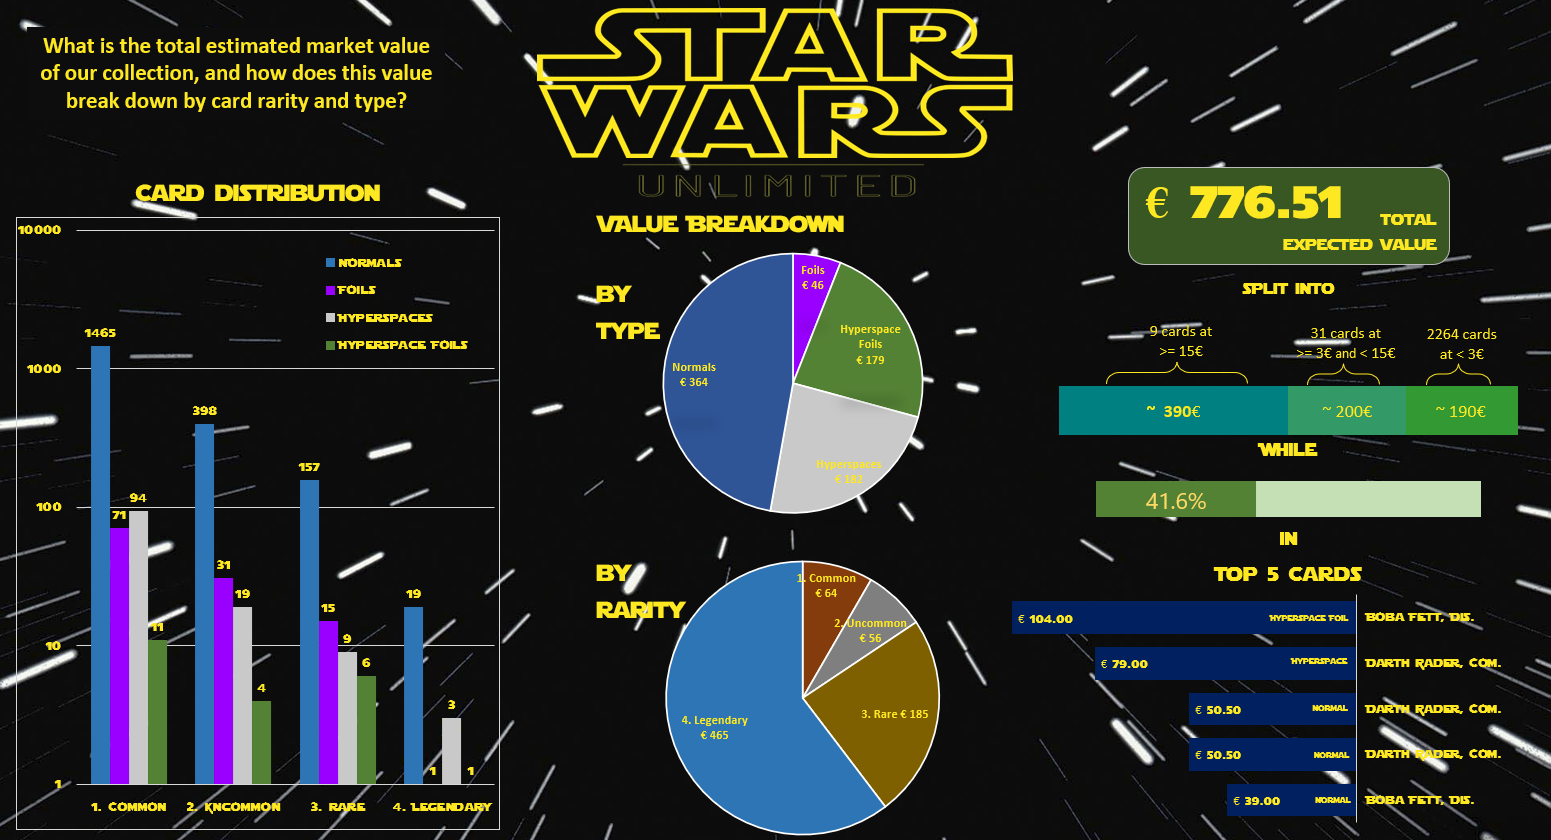 What is the total estimated market value
of our collection, and how does this value
break down by card rarity and type?
STAR
WARS
UNLIMITED
CARD DISTRIBUTION
10000
1000
100
10
1
NORMALS
FOILS
HYPERSPACES
HYPERSPACE FOILS
1465
71
94
11
398
31
19
4
157
15
9
6
19
1
3
1
1. COMMON
2. KNCOMMON
3. RARE
4. LEGENDARY
VALUE BREAKDOWN
BY
TYPE
Foils
€ 46
Hyperspace
Foils
€ 179
Normals
€ 364
Hyperspaces
€ 182
BY
RARITY
1. Common
€ 64
2. Uncommon
€ 56
3. Rare € 185
4. Legendary
€ 465
€ 776.51
TOTAL
EXPECTED VALUE
SPLIT INTO
9 cards at
>= 15€
31 cards at
>= 3€ and < 15€
2264 cards
at < 3€
~ 390€
~ 200€
~ 190€
WHILE
41.6%
IN
TOP 5 CARDS
€ 104.00 HYPERSPACE FOIL BOBA FETT, DIS.
€ 79.00 HYPERSPACE DARTH RADER, COM.
€ 50.50 NORMAL DARTH RADER, COM.
€ 50.50 NORMAL DARTH RADER, COM.
€ 39.00 NORMAL BOBA FETT, DIS.